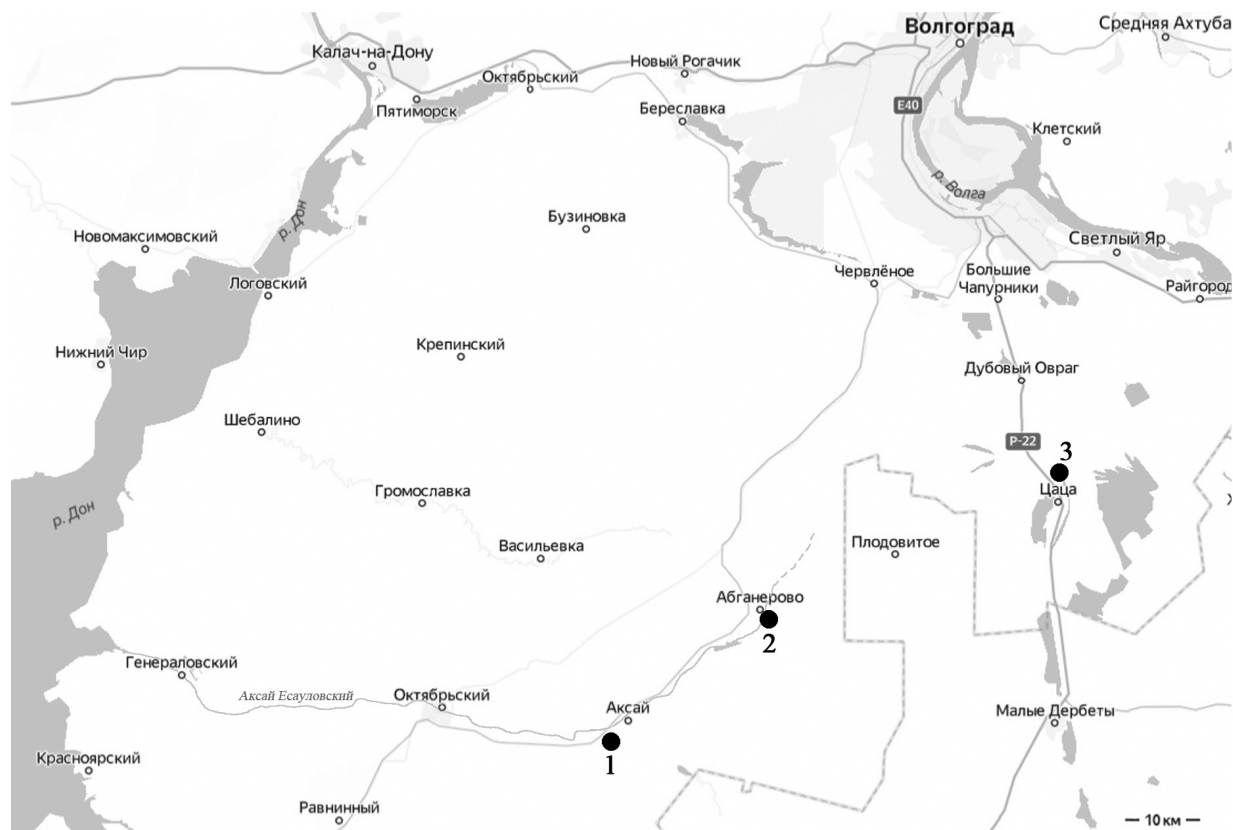 Волгоград
Средняя Ахтуба
Калач-на-Дону
Новый Рогачик
Октябрьский
Пятиморск
Береславка
E40
Клетский
р. Волга
р. Дон
Бузиновка
Новомаксимовский
Светлый Яр
Логовский
Червлёное
Большие
Чапурники
Райгород
Крепинский
Нижний Чир
Дубовый Овраг
Шебалино
Р-22
3
Цаца
Громославка
р. Дон
Васильевка
Плодовитое
Абганерово
2
Генераловский
Аксай Есауловский
Октябрьский
Аксай
1
Малые Дербеты
Красноярский
Равнинный
10 км